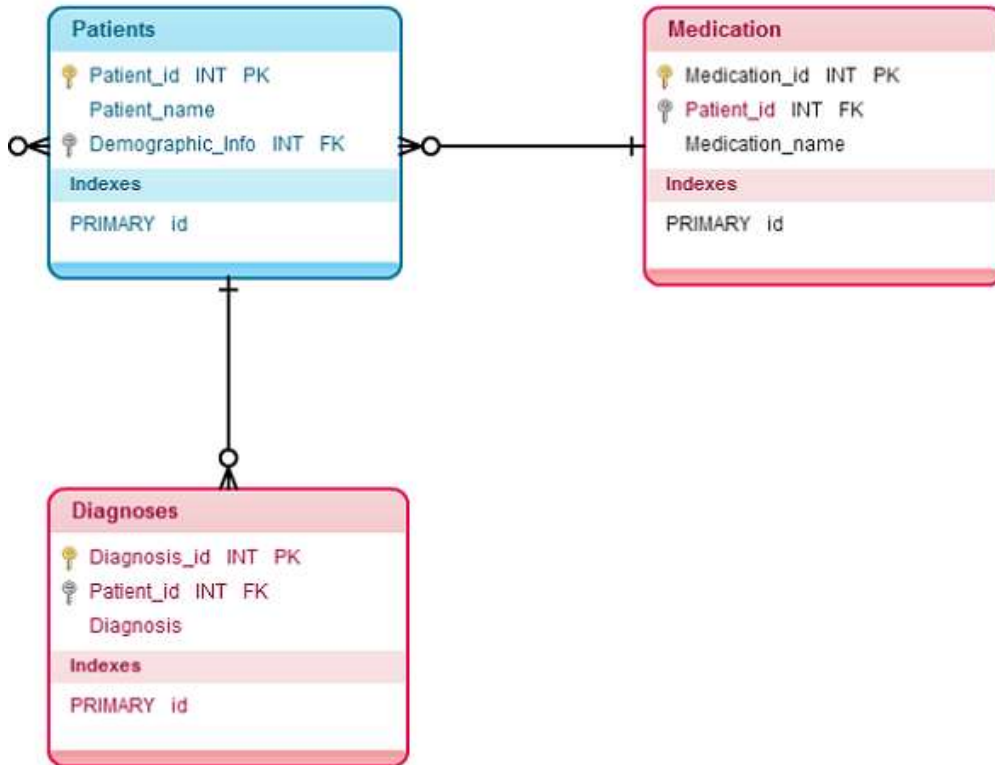 Patients
Patient_id INT PK
Patient_name
Demographic_Info INT FK
Indexes
PRIMARY id
Medication
Medication_id INT PK
Patient_id INT FK
Medication_name
Indexes
PRIMARY id
Diagnoses
Diagnosis_id INT PK
Patient_id INT FK
Diagnosis
Indexes
PRIMARY id